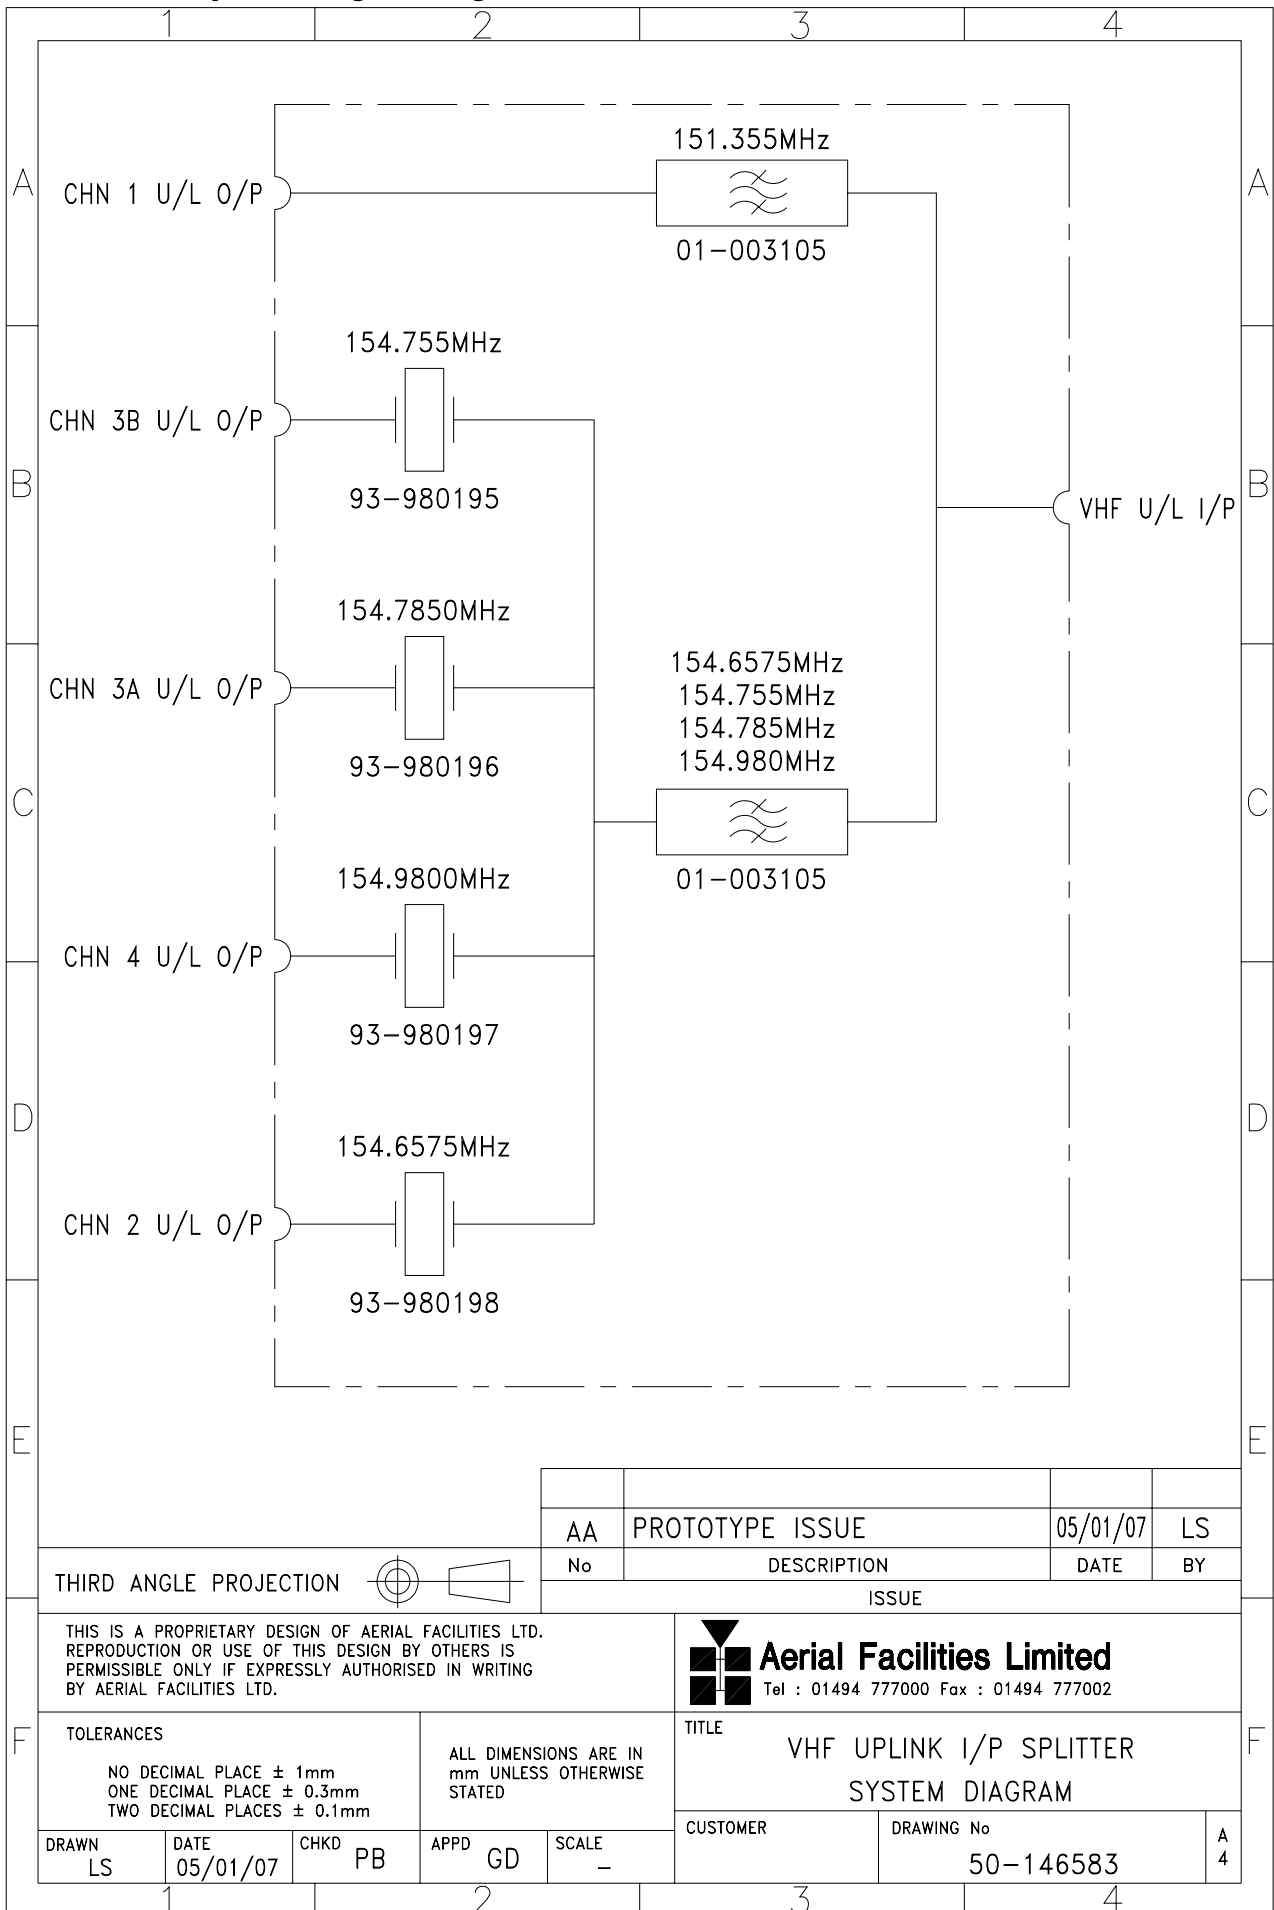 1 2 3 4
A A
151.355MHz
CHN 1 U/L O/P
01-003105
154.755MHz
CHN 3B U/L O/P
93-980195
B B
VHF U/L I/P
154.7850MHz
CHN 3A U/L O/P
93-980196
154.6575MHz
154.755MHz
154.785MHz
154.980MHz
C C
01-003105
154.9800MHz
CHN 4 U/L O/P
93-980197
D D
154.6575MHz
CHN 2 U/L O/P
93-980198
E E
AA PROTOTYPE ISSUE 05/01/07 LS
No DESCRIPTION DATE BY
ISSUE
THIRD ANGLE PROJECTION
THIS IS A PROPRIETARY DESIGN OF AERIAL FACILITIES LTD.
REPRODUCTION OR USE OF THIS DESIGN BY OTHERS IS
PERMISSIBLE ONLY IF EXPRESSLY AUTHORISED IN WRITING
BY AERIAL FACILITIES LTD.
Aerial Facilities Limited
Tel : 01494 777000 Fax : 01494 777002
F F
TOLERANCES
NO DECIMAL PLACE ± 1mm
ONE DECIMAL PLACE ± 0.3mm
TWO DECIMAL PLACES ± 0.1mm
ALL DIMENSIONS ARE IN
mm UNLESS OTHERWISE
STATED
TITLE
VHF UPLINK I/P SPLITTER
SYSTEM DIAGRAM
CUSTOMER
DRAWING No
50-146583
A
4
DRAWN
LS
DATE
05/01/07
CHKD
PB
APPD
GD
SCALE
–
1 2 3 4